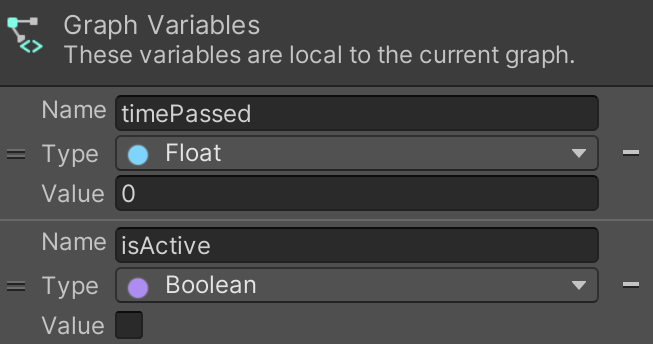 Graph Variables
These variables are local to the current graph.
Name timePassed
Type Float
Value 0
Name isActive
Type Boolean
Value